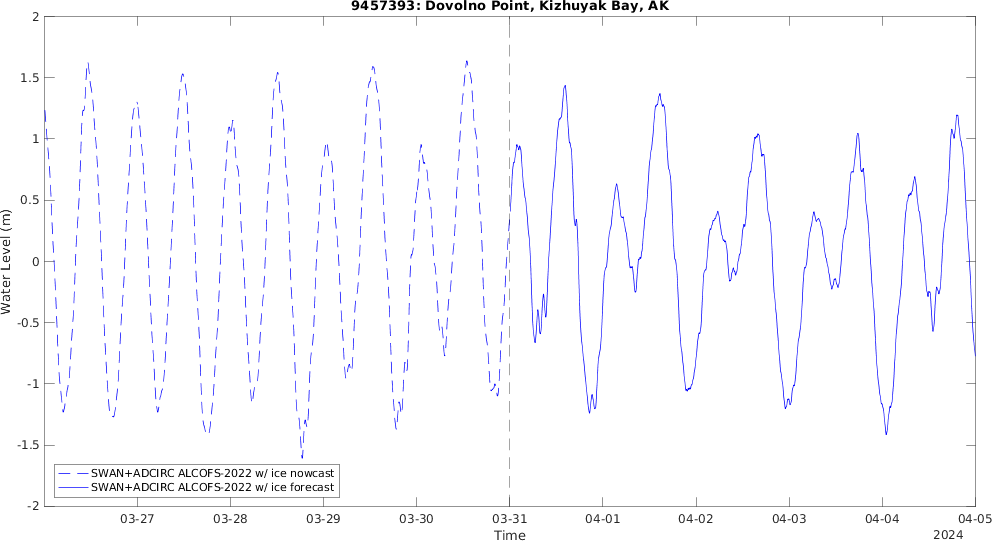 9457393: Dovolno Point, Kizhuyak Bay, AK
2
1.5
1
0.5
0
-0.5
-1
-1.5
-2
Water Level (m)
SWAN+ADCIRC ALCOFS-2022 w/ ice nowcast
SWAN+ADCIRC ALCOFS-2022 w/ ice forecast
03-27 03-28 03-29 03-30 03-31 04-01 04-02 04-03 04-04 04-05
Time
2024